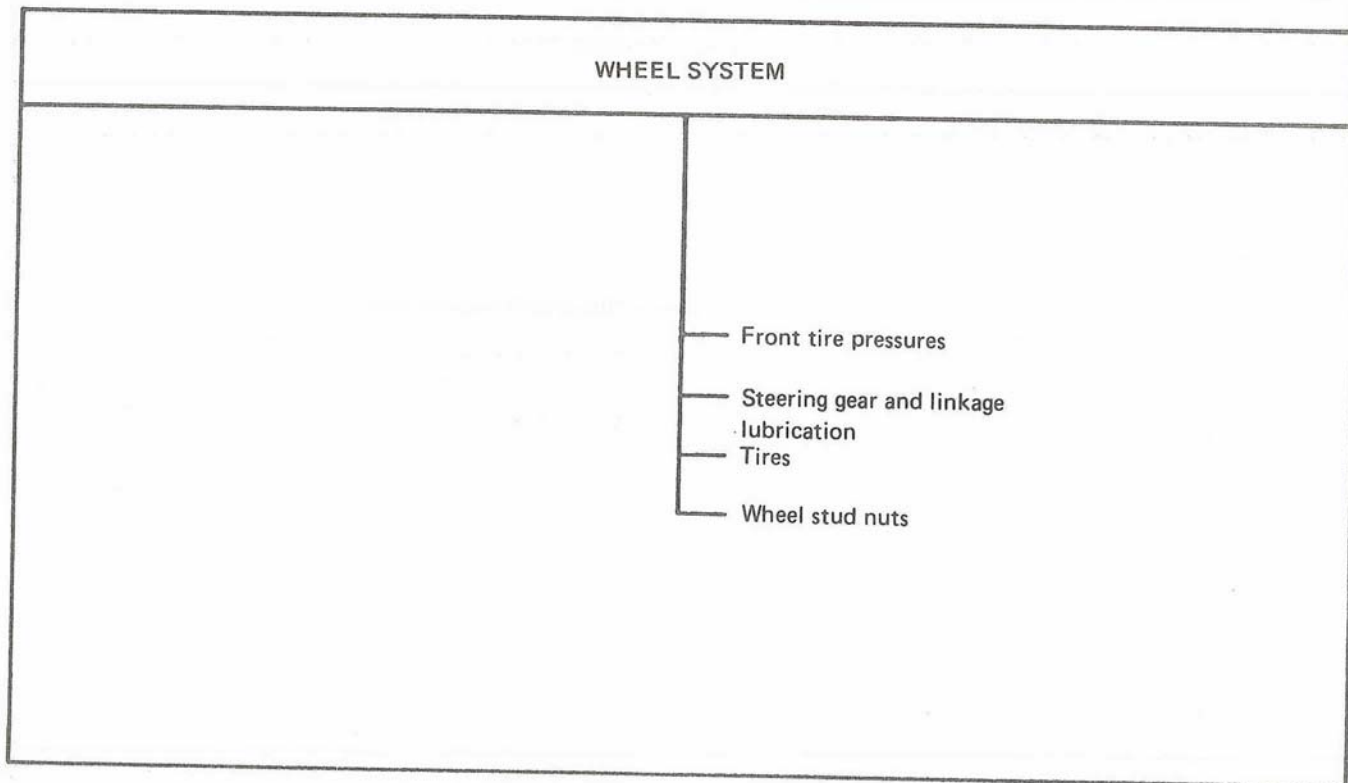 WHEEL SYSTEM
Front tire pressures
Steering gear and linkage
lubrication
Tires
Wheel stud nuts